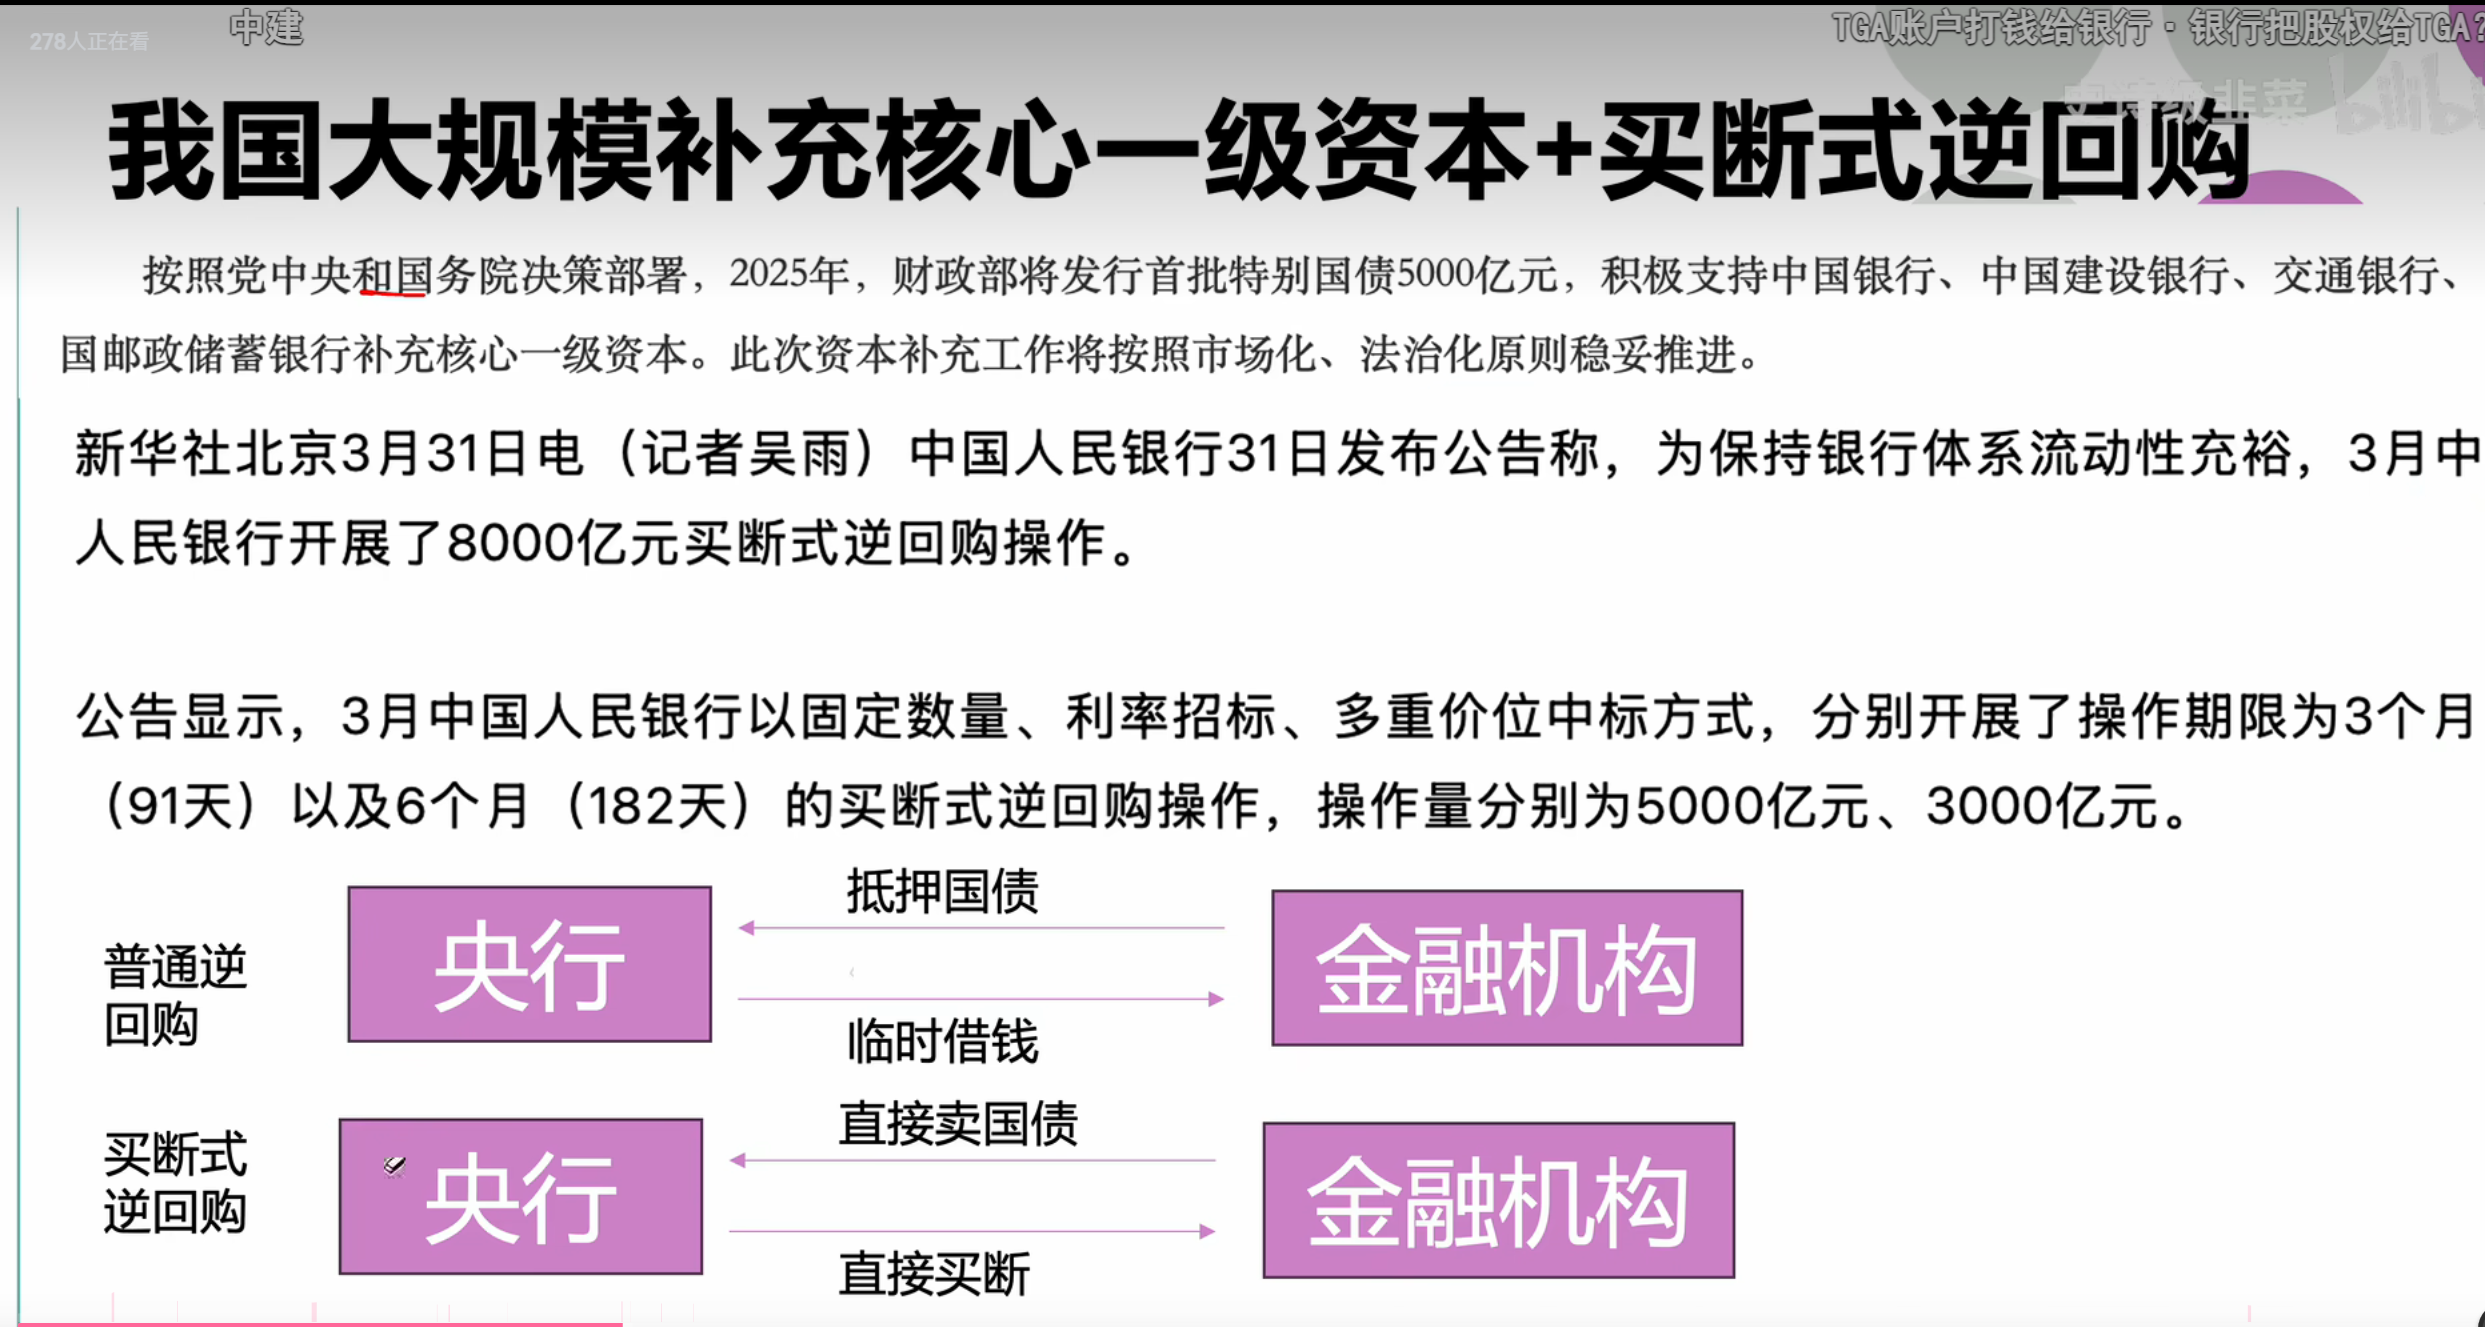 278人正在看
中建
TGA账户打钱给银行·银行把股权给TGA?
史诗级韭菜
bilibili
我国大规模补充核心一级资本+买断式逆回购
按照党中央和国务院决策部署，2025年，财政部将发行首批特别国债5000亿元，积极支持中国银行、中国建设银行、交通银行、
国邮政储蓄银行补充核心一级资本。此次资本补充工作将按照市场化、法治化原则稳妥推进。
新华社北京3月31日电（记者吴雨）中国人民银行31日发布公告称，为保持银行体系流动性充裕，3月中
人民银行开展了8000亿元买断式逆回购操作。
公告显示，3月中国人民银行以固定数量、利率招标、多重价位中标方式，分别开展了操作期限为3个月
（91天）以及6个月（182天）的买断式逆回购操作，操作量分别为5000亿元、3000亿元。
普通逆
回购
央行
抵押国债
临时借钱
金融机构
买断式
逆回购
央行
直接卖国债
直接买断
金融机构